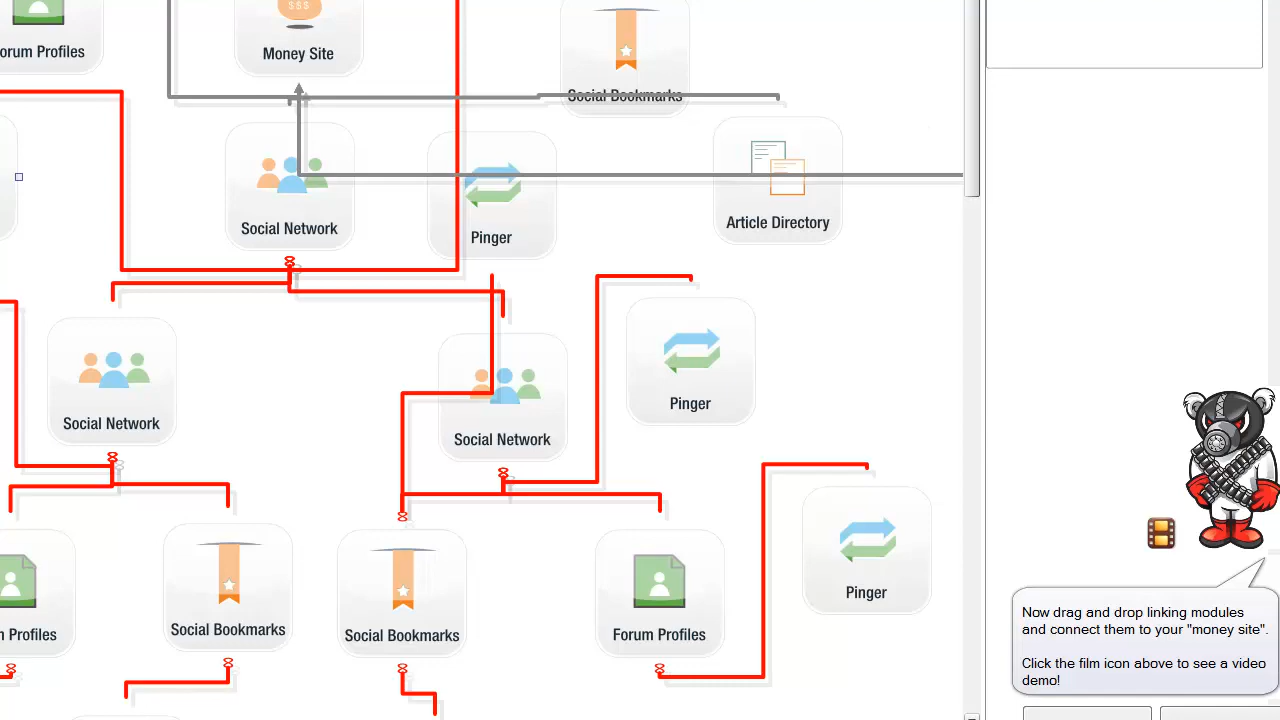 $$$
orum Profiles
Money Site
Social Bookmarks
Social Network
Pinger
Article Directory
Social Network
Social Network
Pinger
n Profiles
Social Bookmarks
Social Bookmarks
Forum Profiles
Pinger
Now drag and drop linking modules
and connect them to your "money site".
Click the film icon above to see a video
demo!